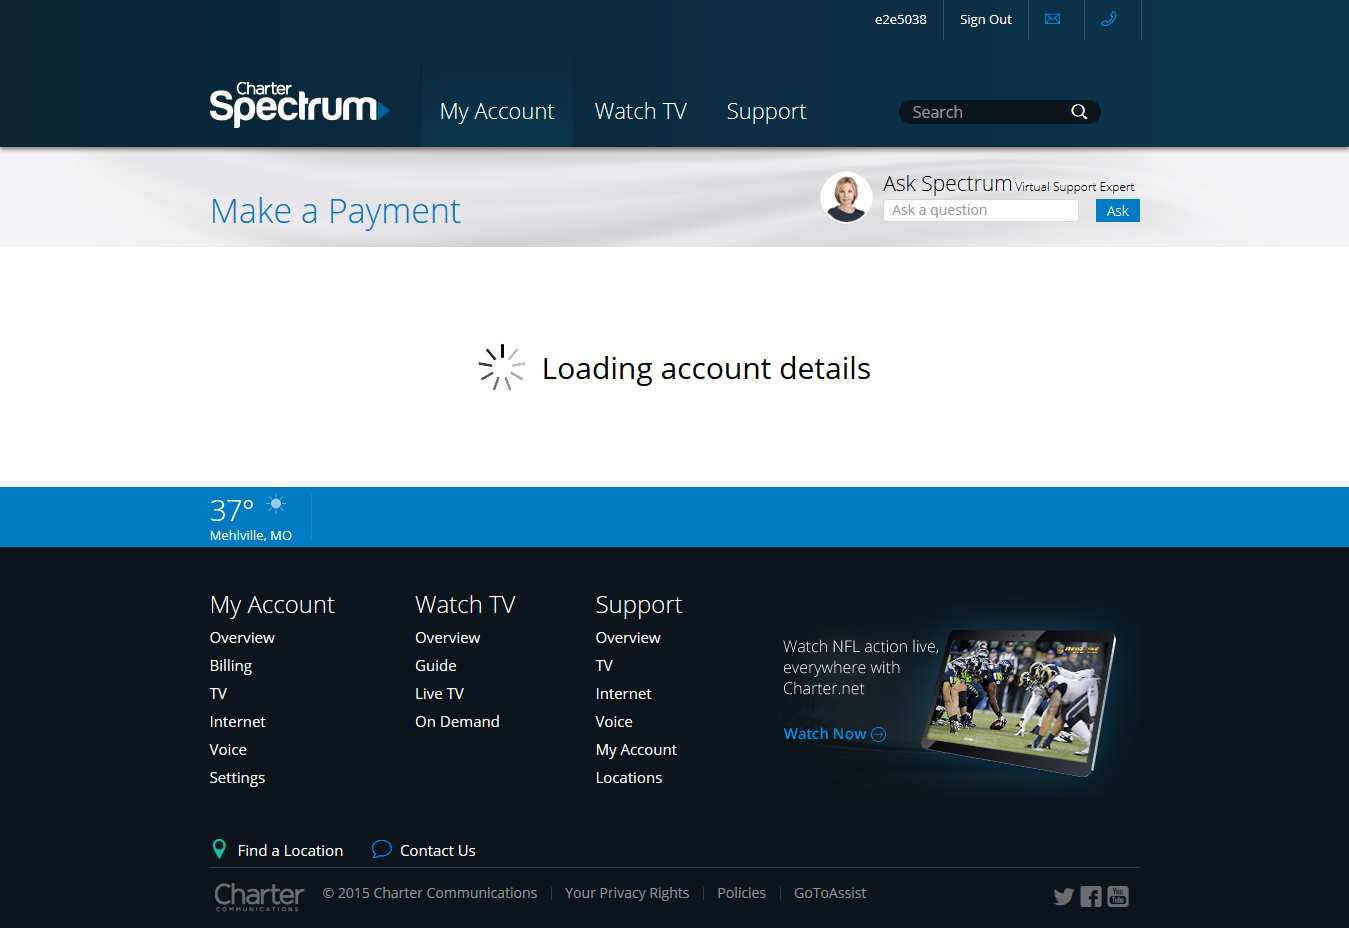 e2e5038
Sign Out
Charter
Spectrum
My Account
Watch TV
Support
Search
Make a Payment
Ask Spectrum Virtual Support Expert
Ask a question
Ask
Loading account details
37°
Mehlville, MO
My Account
Overview
Billing
TV
Internet
Voice
Settings
Watch TV
Overview
Guide
Live TV
On Demand
Support
Overview
TV
Internet
Voice
My Account
Locations
Watch NFL action live,
everywhere with
Charter.net
Watch Now
Find a Location
Contact Us
Charter
COMMUNICATIONS
© 2015 Charter Communications
Your Privacy Rights
Policies
GoToAssist
You
Tube